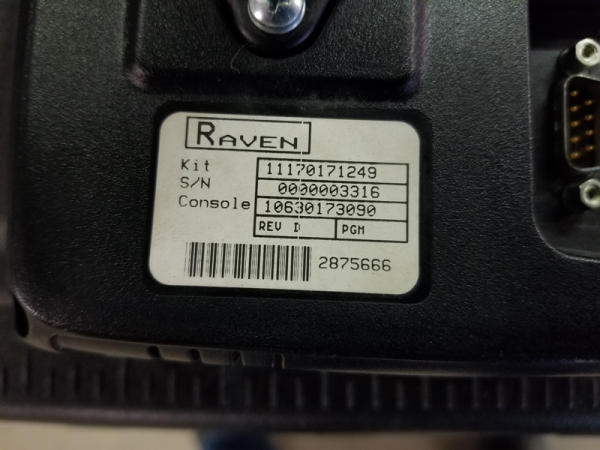 RAVEN
Kit 11170171249
S/N 0000003316
Console 10630173090
REV D PGM
2875666